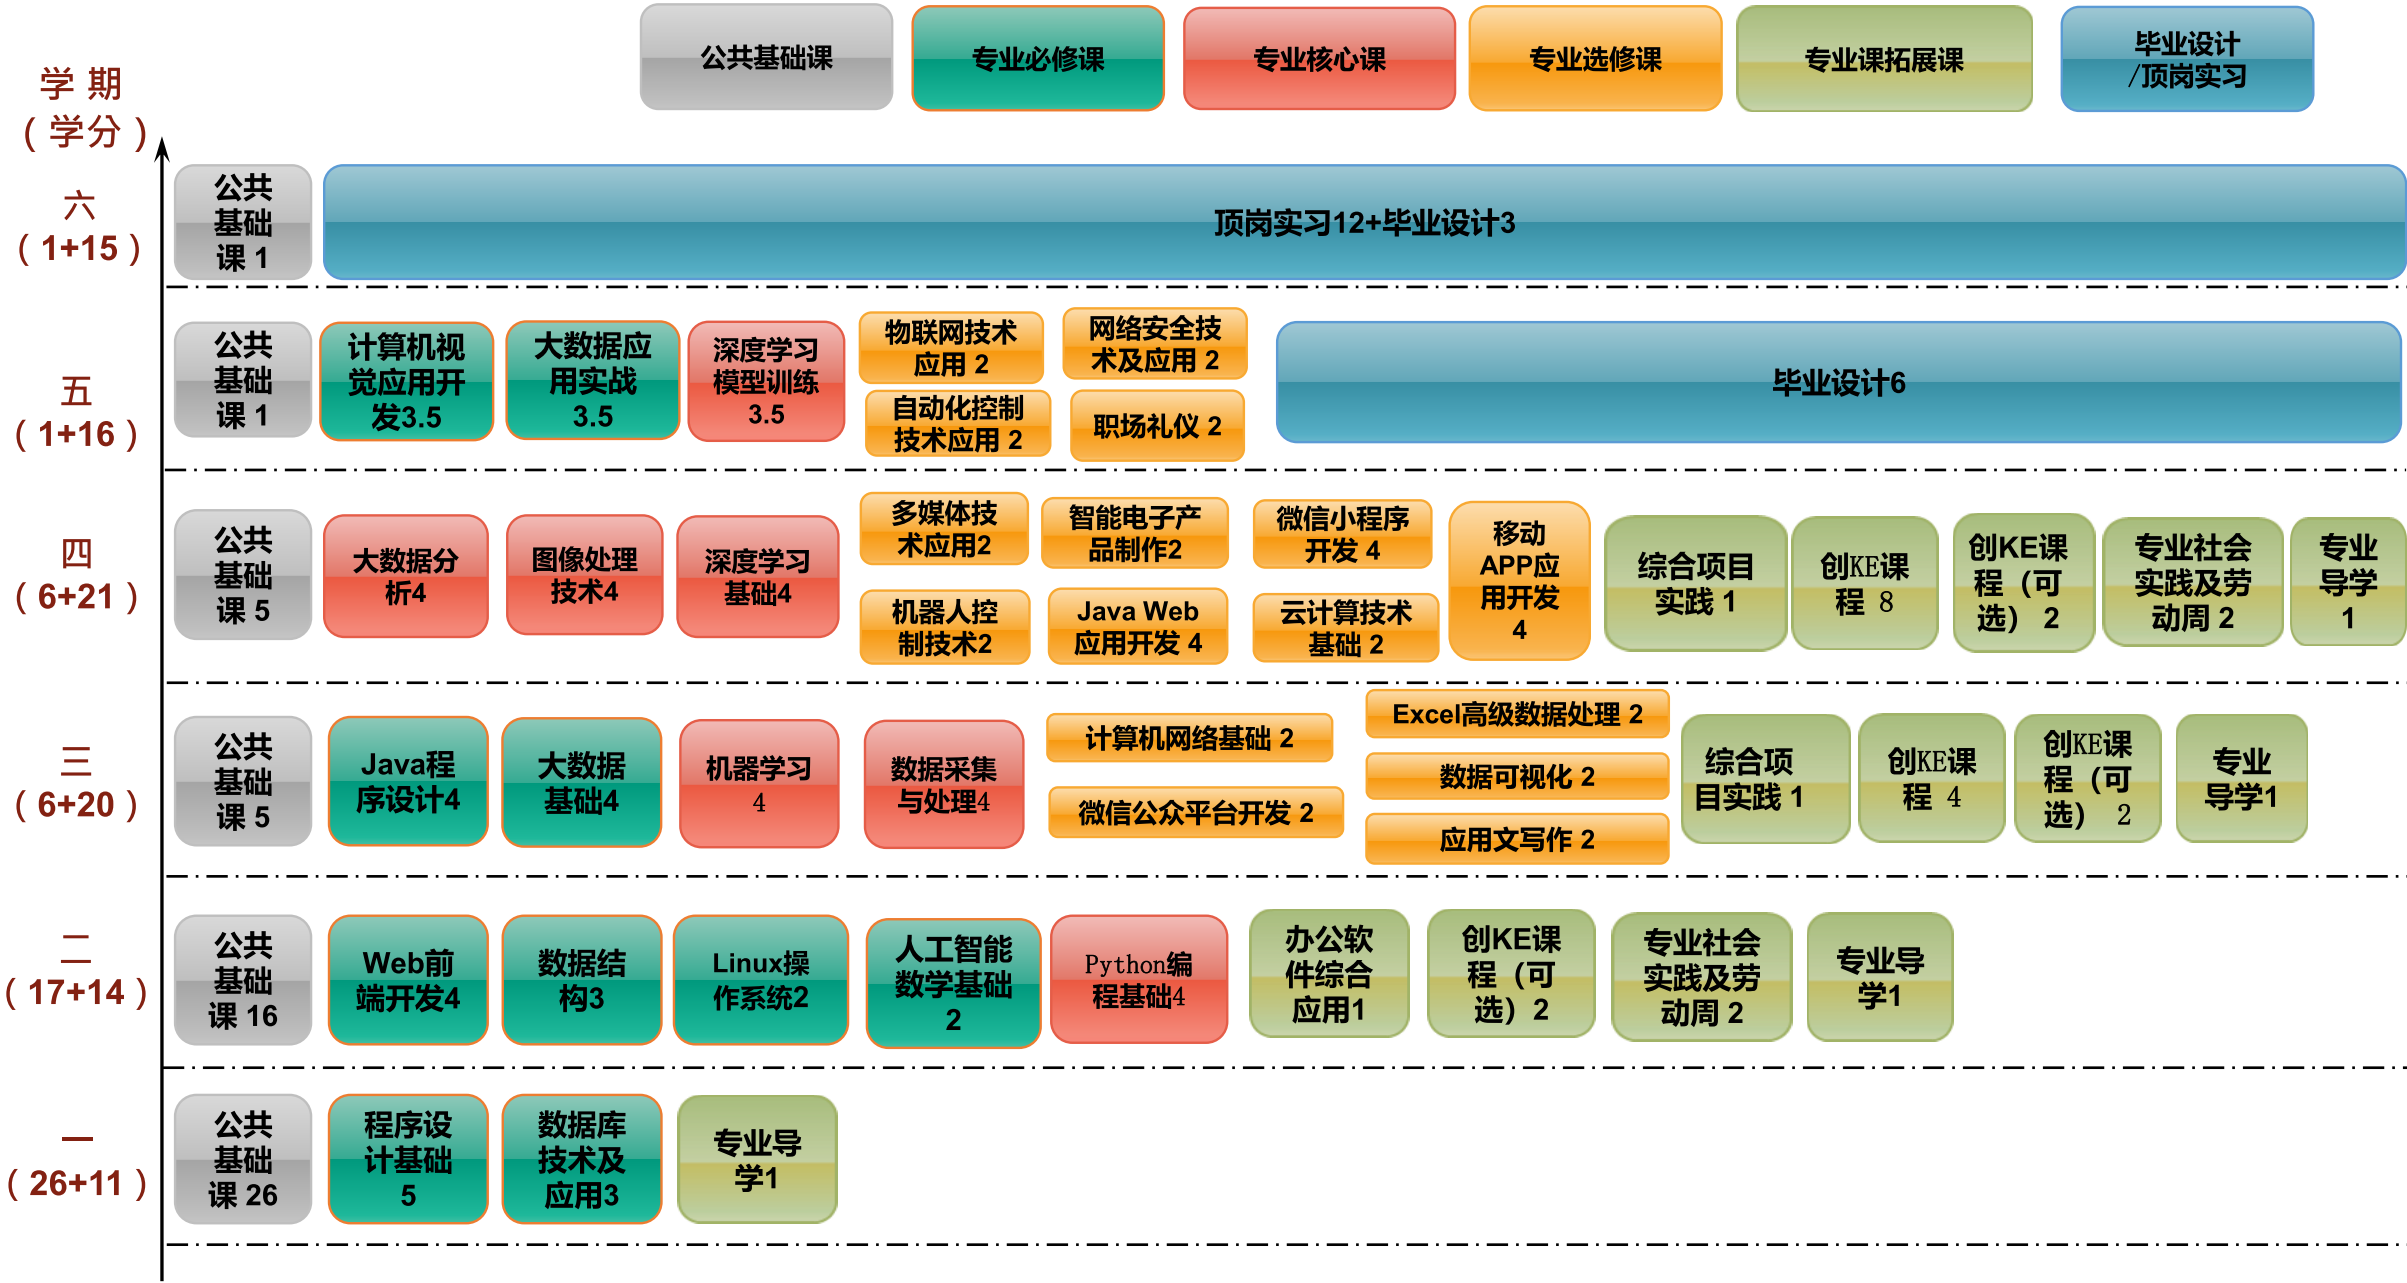 公共基础课
专业必修课
专业核心课
专业选修课
专业课拓展课
毕业设计
/顶岗实习
学 期
（学分）
六
（1+15）
公共
基础
课 1
顶岗实习12+毕业设计3
五
（1+16）
公共
基础
课 1
计算机视
觉应用开
发3.5
大数据应
用实战
3.5
深度学习
模型训练
3.5
物联网技术
应用 2
网络安全技
术及应用 2
自动化控制
技术应用 2
职场礼仪 2
毕业设计6
四
（6+21）
公共
基础
课 5
大数据分
析4
图像处理
技术4
深度学习
基础4
多媒体技
术应用2
智能电子产
品制作2
微信小程序
开发 4
机器人控
制技术2
Java Web
应用开发 4
云计算技术
基础 2
移动
APP应
用开发
4
综合项目
实践 1
创KE课
程 8
创KE课
程（可
选） 2
专业社会
实践及劳
动周 2
专业
导学
1
三
（6+20）
公共
基础
课 5
Java程
序设计4
大数据
基础4
机器学习
4
数据采集
与处理4
计算机网络基础 2
微信公众平台开发 2
Excel高级数据处理 2
数据可视化 2
应用文写作 2
综合项
目实践 1
创KE课
程 4
创KE课
程（可
选） 2
专业
导学1
二
（17+14）
公共
基础
课 16
Web前
端开发4
数据结
构3
Linux操
作系统2
人工智能
数学基础
2
Python编
程基础4
办公软
件综合
应用1
创KE课
程（可
选）2
专业社会
实践及劳
动周 2
专业导
学1
一
（26+11）
公共
基础
课 26
程序设
计基础
5
数据库
技术及
应用3
专业导
学1